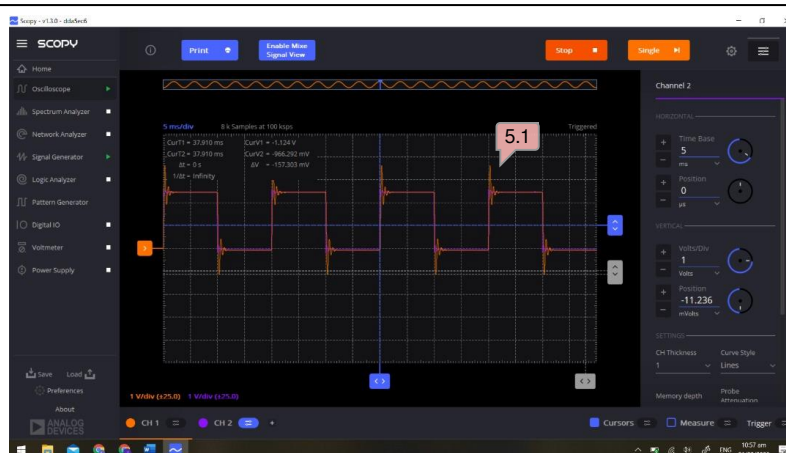 Scopy - v1.3.0 - dda5ec6
SCOPY
Print
Enable Mixe
Signal View
Stop
Single
Home
Oscilloscope
Spectrum Analyzer
Network Analyzer
Signal Generator
Logic Analyzer
Pattern Generator
Digital IO
Voltmeter
Power Supply
Save Load
Preferences
About
ANALOG
DEVICES
5 ms/div 8 k Samples at 100 ksps Triggered
CurT1 = 37,910 ms CurV1 = -1,124 V
CurT2 = 37,910 ms CurV2 = -966,292 mV
Δt = 0 s ΔV = -157,303 mV
1/Δt = Infinity
5.1
1 V/div (±25.0) 1 V/div (±25.0)
CH 1 CH 2 +
Cursors Measure Trigger
Channel 2
HORIZONTAL
Time Base
5
ms
Position
0
µs
VERTICAL
Volts/Div
1
Volts
Position
-11.236
mVolts
SETTINGS
CH Thickness Curve Style
1 Lines
Memory depth Probe
Attenuation
ENG
10:57 am